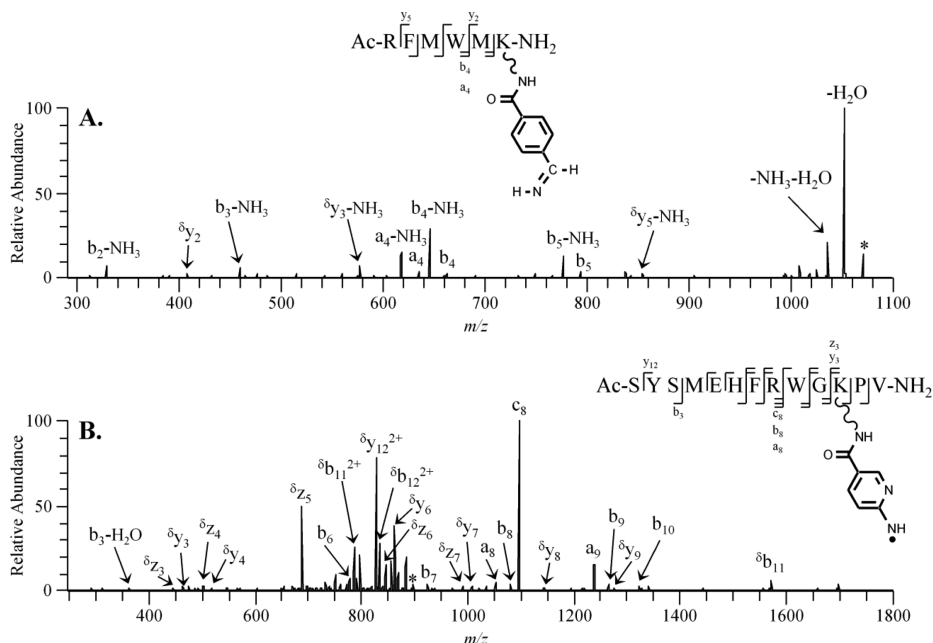 y5 y2
Ac-RFMWMK-NH2
b4
a4
NH
O
C-H
H-N
A.
Relative Abundance
100
50
0
b2-NH3
δy2
b3-NH3
δy3-NH3
a4-NH3
a4
b4-NH3
b4
b5-NH3
b5
δy5-NH3
-NH3-H2O
-H2O
*
300 400 500 600 700 800 900 1000 1100
m/z
z3
y12 y3
Ac-SYSMEHFRWGKPV-NH2
b3 c8
b8
a8
NH
O
N
NH
•
B.
Relative Abundance
100
50
0
b3-H2O
δz3
δy3
δz4
δy4
δz5
b6
δb11 2+
δy12 2+
δb12 2+
δy6
δz6
*
b7
δz7
δy7
a8
b8
c8
δy8
a9
b9
δy9
b10
δb11
400 600 800 1000 1200 1400 1600 1800
m/z